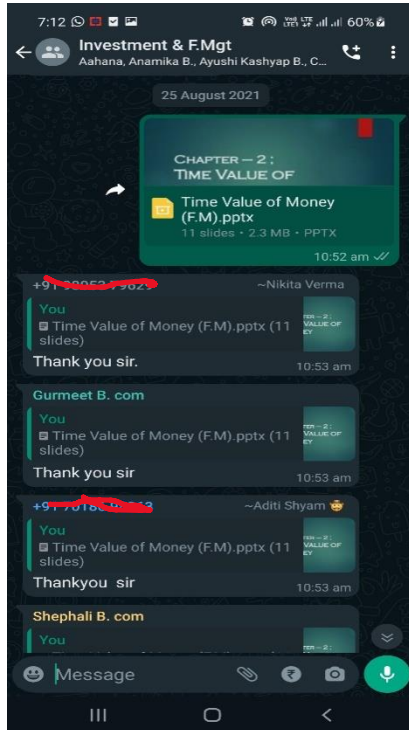 7:12
60%
Investment & F.Mgt
Aahana, Anamika B., Ayushi Kashyap B., C...
25 August 2021
CHAPTER – 2 :
TIME VALUE OF
Time Value of Money
(F.M).pptx
11 slides • 2.3 MB • PPTX
10:52 am
~Nikita Verma
You
Time Value of Money (F.M).pptx (11
slides)
Thank you sir.
10:53 am
Gurmeet B. com
You
Time Value of Money (F.M).pptx (11
slides)
Thank you sir
10:53 am
~Aditi Shyam
You
Time Value of Money (F.M).pptx (11
slides)
Thankyou sir
10:53 am
Shephali B. com
You
Message